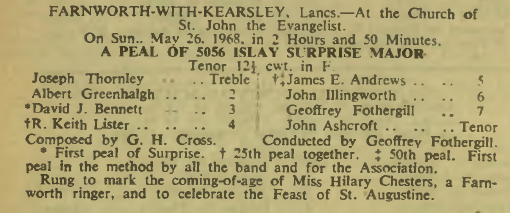 FARNWORTH-WITH-KEARSLEY, Lancs.—At the Church of
St. John the Evangelist.
On Sun., May 26, 1968, in 2 Hours and 50 Minutes,
A PEAL OF 5056 ISLAY SURPRISE MAJOR
Tenor 12½ cwt. in F.
Joseph Thornley .. .. Treble †‡James E. Andrews .. .. 5
Albert Greenhalgh .. .. 2 John Illingworth .. .. 6
*David J. Bennett .. .. 3 Geoffrey Fothergill .. .. 7
†R. Keith Lister .. .. .. 4 John Ashcroft .. .. .. Tenor
Composed by G. H. Cross. Conducted by Geoffrey Fothergill.
* First peal of Surprise. † 25th peal together. ‡ 50th peal. First
peal in the method by all the band and for the Association.
Rung to mark the coming-of-age of Miss Hilary Chesters, a Farn-
worth ringer, and to celebrate the Feast of St. Augustine.